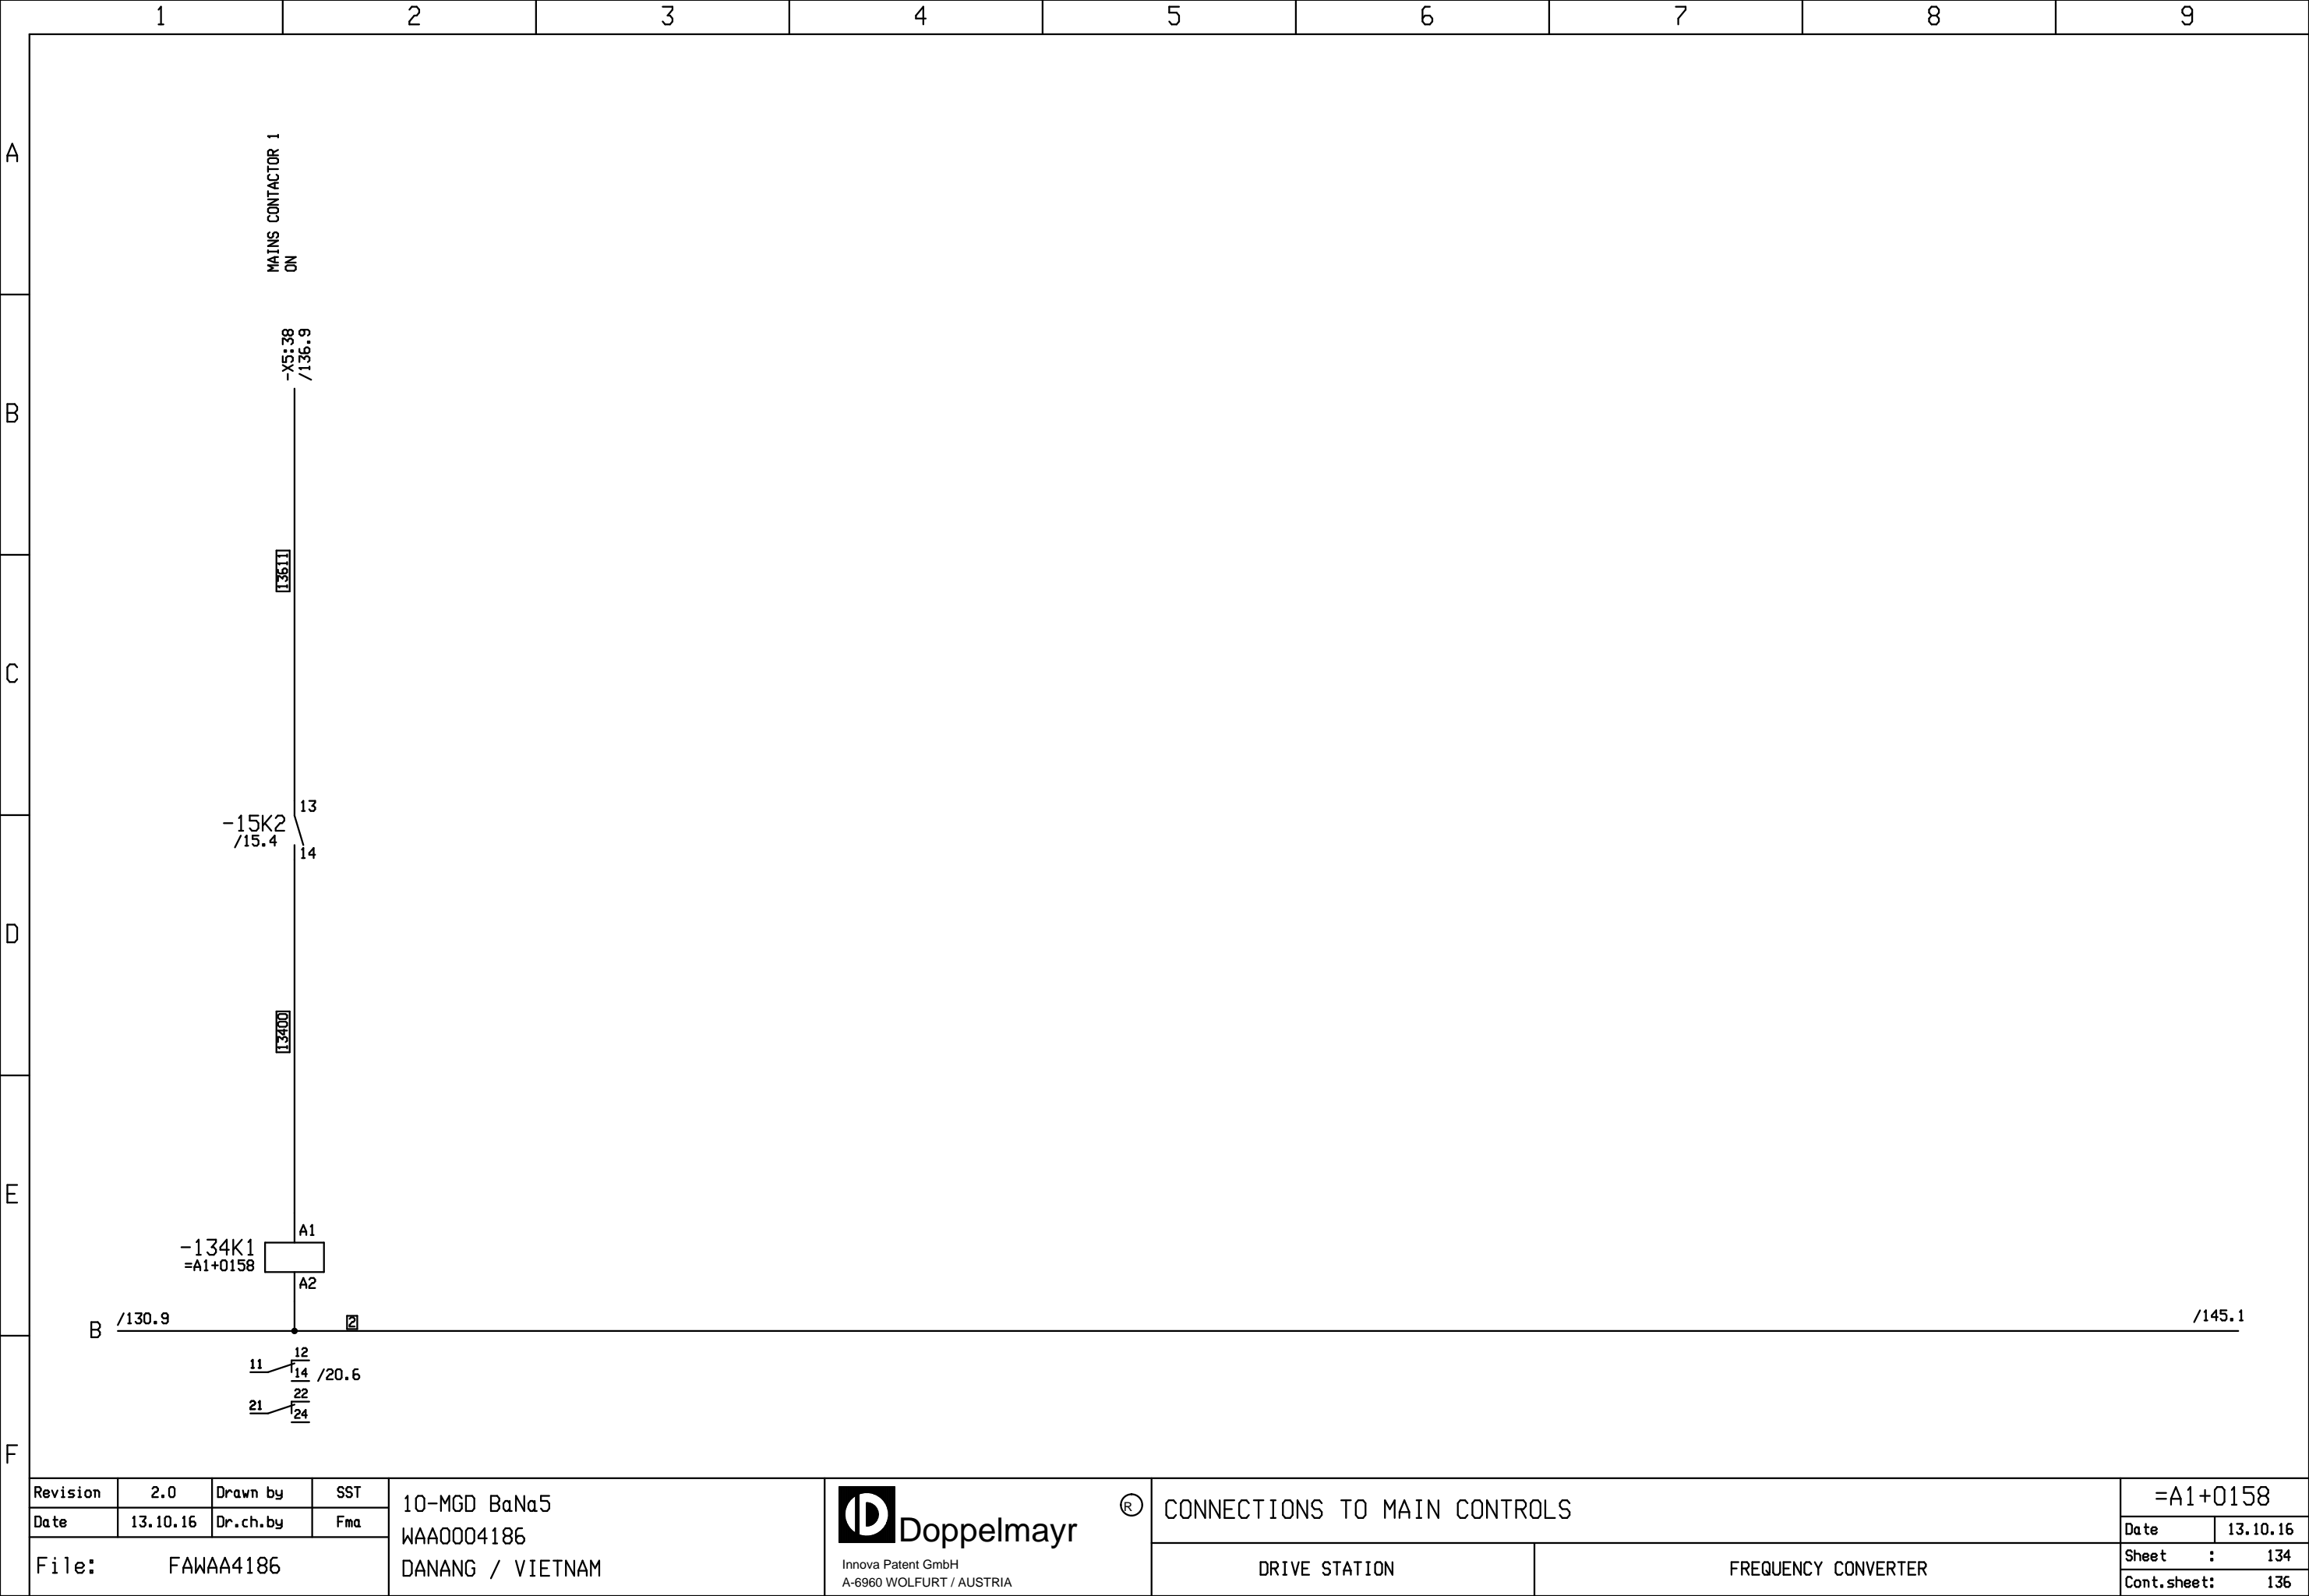 1 2 3 4 5 6 7 8 9
A
MAINS CONTACTOR 1
ON
-X5:38
/136.9
B
13611
C
13
-15K2
/15.4
14
D
13400
E
A1
-134K1
=A1+0158
A2
B /130.9 2 /145.1
11 12
14 /20.6
21 22
24
F
Revision 2.0 Drawn by SST
Date 13.10.16 Dr.ch.by Fma
File: FAWAA4186
10-MGD BaNa5
WAA0004186
DANANG / VIETNAM
Doppelmayr R
Innova Patent GmbH
A-6960 WOLFURT / AUSTRIA
CONNECTIONS TO MAIN CONTROLS
DRIVE STATION FREQUENCY CONVERTER
=A1+0158
Date 13.10.16
Sheet : 134
Cont.sheet: 136